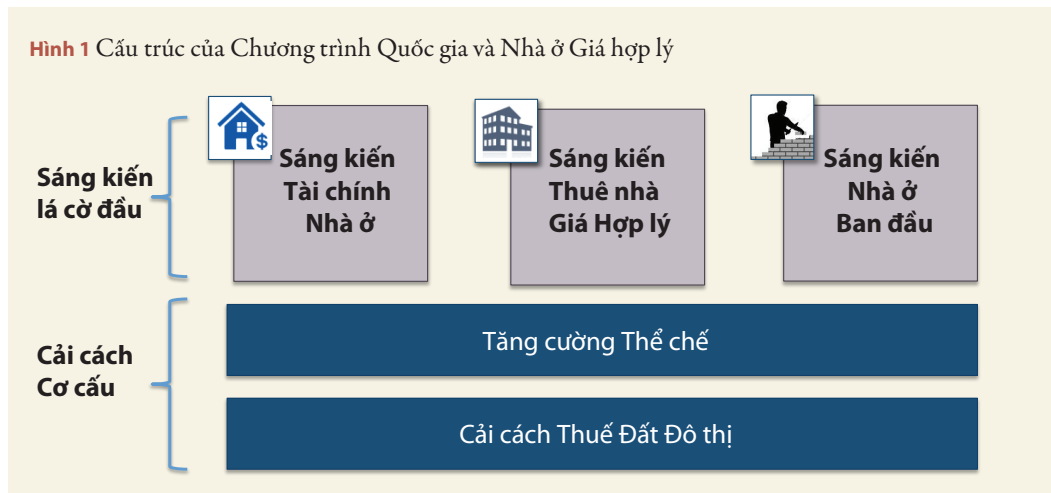 Hình 1 Cấu trúc của Chương trình Quốc gia và Nhà ở Giá hợp lý
Sáng kiến
lá cờ đầu
Sáng kiến
Tài chính
Nhà ở
Sáng kiến
Thuê nhà
Giá Hợp lý
Sáng kiến
Nhà ở
Ban đầu
Cải cách
Cơ cấu
Tăng cường Thể chế
Cải cách Thuế Đất Đô thị